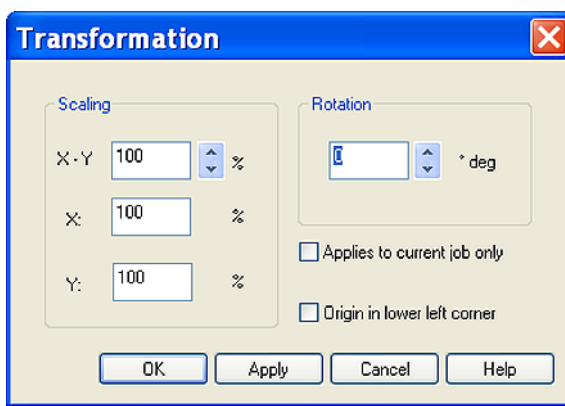 Transformation
Scaling
X - Y 100 %
X: 100 %
Y: 100 %
Rotation
0 ° deg
Applies to current job only
Origin in lower left corner
OK Apply Cancel Help